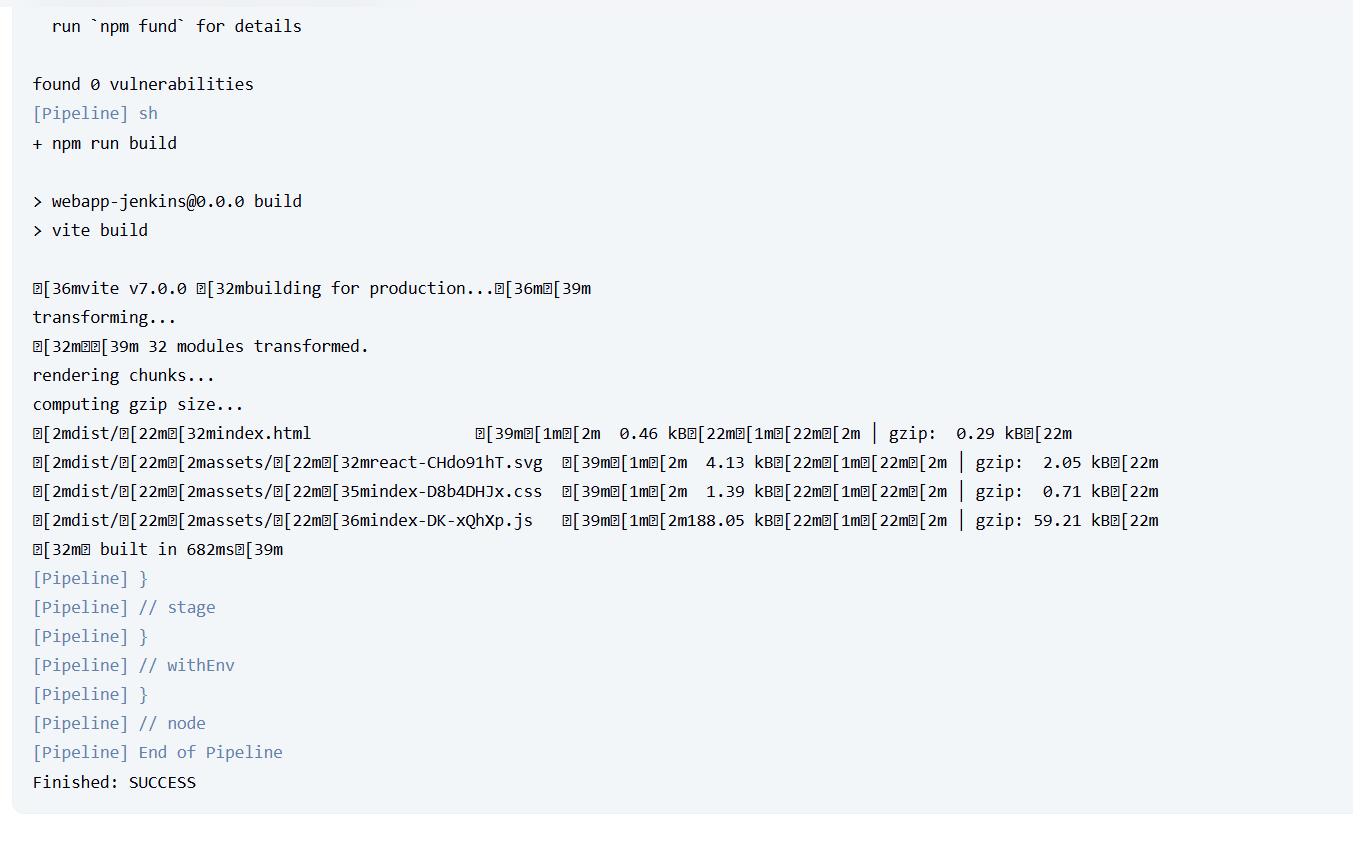 run `npm fund` for details
found 0 vulnerabilities
[Pipeline] sh
+ npm run build
> webapp-jenkins@0.0.0 build
> vite build
�[36mvite v7.0.0 �[32mbuilding for production...�[36m�[39m
transforming...
�[32m��[39m 32 modules transformed.
rendering chunks...
computing gzip size...
�[2mdist/�[22m�[32mindex.html                 �[39m�[1m�[2m  0.46 kB�[22m�[1m�[22m�[2m │ gzip:  0.29 kB�[22m
�[2mdist/�[22m�[2massets/�[22m�[32mreact-CHdo91hT.svg  �[39m�[1m�[2m  4.13 kB�[22m�[1m�[22m�[2m │ gzip:  2.05 kB�[22m
�[2mdist/�[22m�[2massets/�[22m�[35mindex-D8b4DHJx.css  �[39m�[1m�[2m  1.39 kB�[22m�[1m�[22m�[2m │ gzip:  0.71 kB�[22m
�[2mdist/�[22m�[2massets/�[22m�[36mindex-DK-xQhXp.js   �[39m�[1m�[2m188.05 kB�[22m�[1m�[22m�[2m │ gzip: 59.21 kB�[22m
�[32m� built in 682ms�[39m
[Pipeline] }
[Pipeline] // stage
[Pipeline] }
[Pipeline] // withEnv
[Pipeline] }
[Pipeline] // node
[Pipeline] End of Pipeline
Finished: SUCCESS